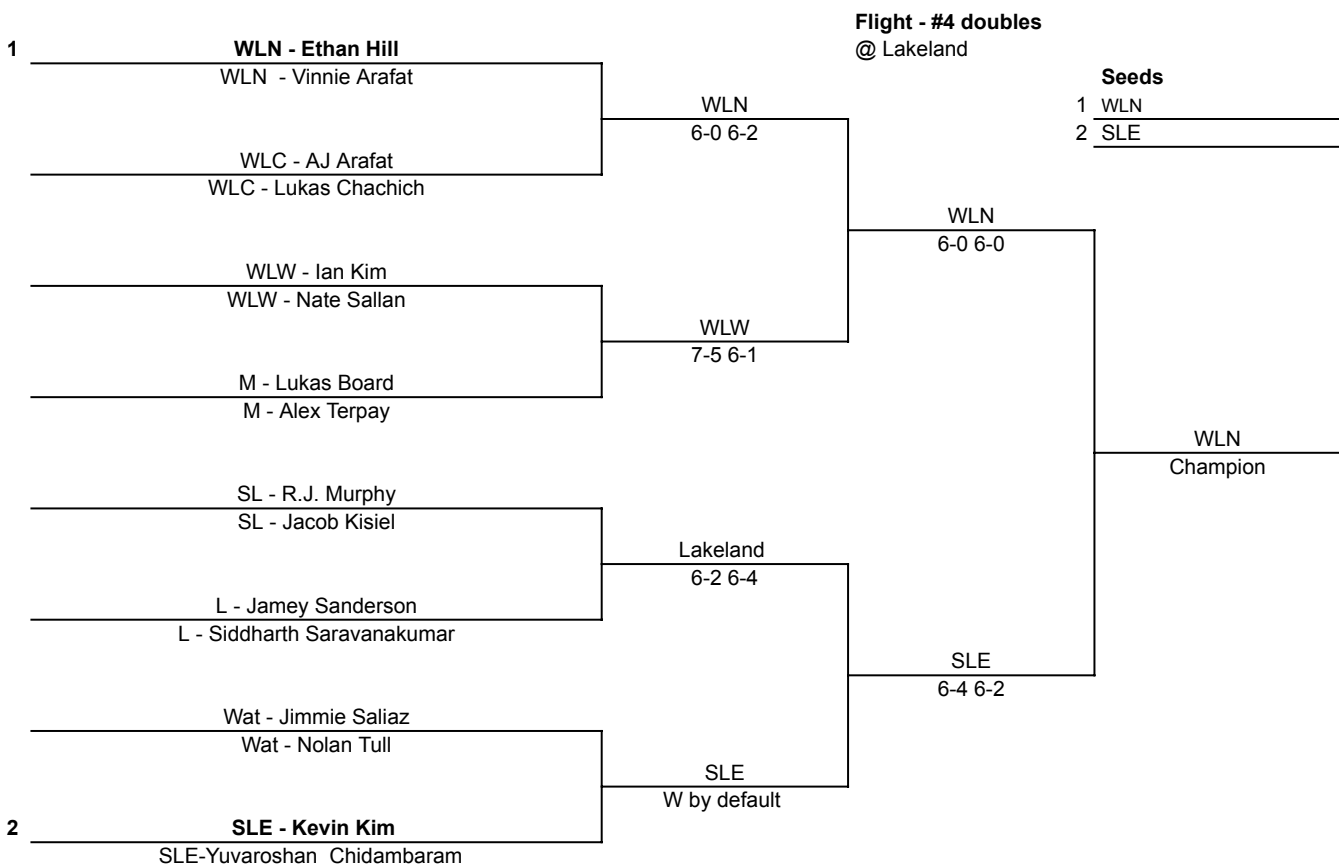 Flight - #4 doubles
@ Lakeland
Seeds
1 WLN
2 SLE
1 WLN - Ethan Hill
WLN - Vinnie Arafat
WLN
6-0 6-2
WLC - AJ Arafat
WLC - Lukas Chachich
WLN
6-0 6-0
WLW - Ian Kim
WLW - Nate Sallan
WLW
7-5 6-1
M - Lukas Board
M - Alex Terpay
WLN
Champion
SL - R.J. Murphy
SL - Jacob Kisiel
Lakeland
6-2 6-4
L - Jamey Sanderson
L - Siddharth Saravanakumar
SLE
6-4 6-2
Wat - Jimmie Saliaz
Wat - Nolan Tull
SLE
W by default
2 SLE - Kevin Kim
SLE-Yuvaroshan Chidambaram